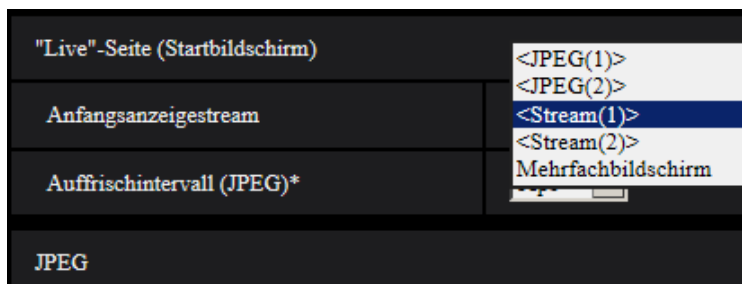 "Live"-Seite (Startbildschirm)
<JPEG(1)>
<JPEG(2)>
Anfangsanzeigestream
<Stream(1)>
<Stream(2)>
Mehrfachbildschirm
Auffrischintervall (JPEG)*
JPEG